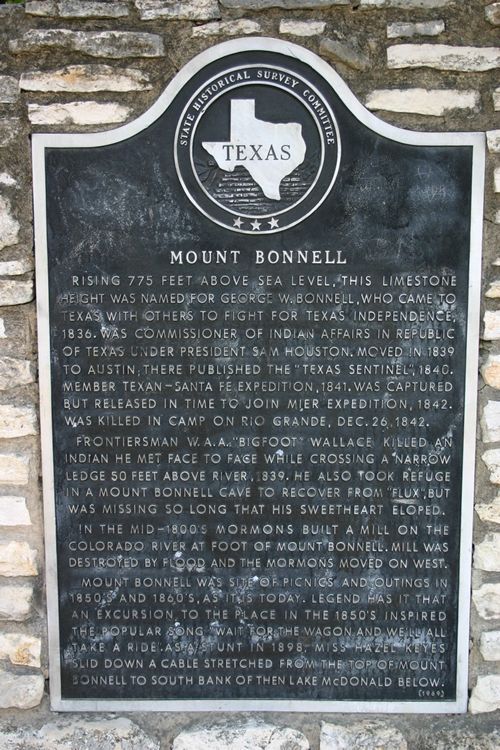 STATE HISTORICAL SURVEY COMMITTEE
TEXAS
MOUNT BONNELL
RISING 775 FEET ABOVE SEA LEVEL, THIS LIMESTONE
HEIGHT WAS NAMED FOR GEORGE W. BONNELL, WHO CAME TO
TEXAS WITH OTHERS TO FIGHT FOR TEXAS INDEPENDENCE,
1836. WAS COMMISSIONER OF INDIAN AFFAIRS IN REPUBLIC
OF TEXAS UNDER PRESIDENT SAM HOUSTON. MOVED IN 1839
TO AUSTIN; THERE PUBLISHED THE "TEXAS SENTINEL", 1840.
MEMBER TEXAN-SANTA FE EXPEDITION, 1841. WAS CAPTURED
BUT RELEASED IN TIME TO JOIN MIER EXPEDITION, 1842.
WAS KILLED IN CAMP ON RIO GRANDE, DEC. 26, 1842.
FRONTIERSMAN W.A.A. "BIGFOOT" WALLACE KILLED AN
INDIAN HE MET FACE TO FACE WHILE CROSSING A NARROW
LEDGE 50 FEET ABOVE RIVER, 1839. HE ALSO TOOK REFUGE
IN A MOUNT BONNELL CAVE TO RECOVER FROM "FLUX", BUT
WAS MISSING SO LONG THAT HIS SWEETHEART ELOPED.
IN THE MID-1800'S MORMONS BUILT A MILL ON THE
COLORADO RIVER AT FOOT OF MOUNT BONNELL. MILL WAS
DESTROYED BY FLOOD AND THE MORMONS MOVED ON WEST.
MOUNT BONNELL WAS SITE OF PICNICS AND OUTINGS IN
1850'S AND 1860'S, AS IT IS TODAY. LEGEND HAS IT THAT
AN EXCURSION TO THE PLACE IN THE 1850'S INSPIRED
THE POPULAR SONG "WAIT FOR THE WAGON AND WE'LL ALL
TAKE A RIDE". AS A STUNT IN 1898, MISS HAZEL KEYES
SLID DOWN A CABLE STRETCHED FROM THE TOP OF MOUNT
BONNELL TO SOUTH BANK OF THEN LAKE McDONALD BELOW.
(1969)